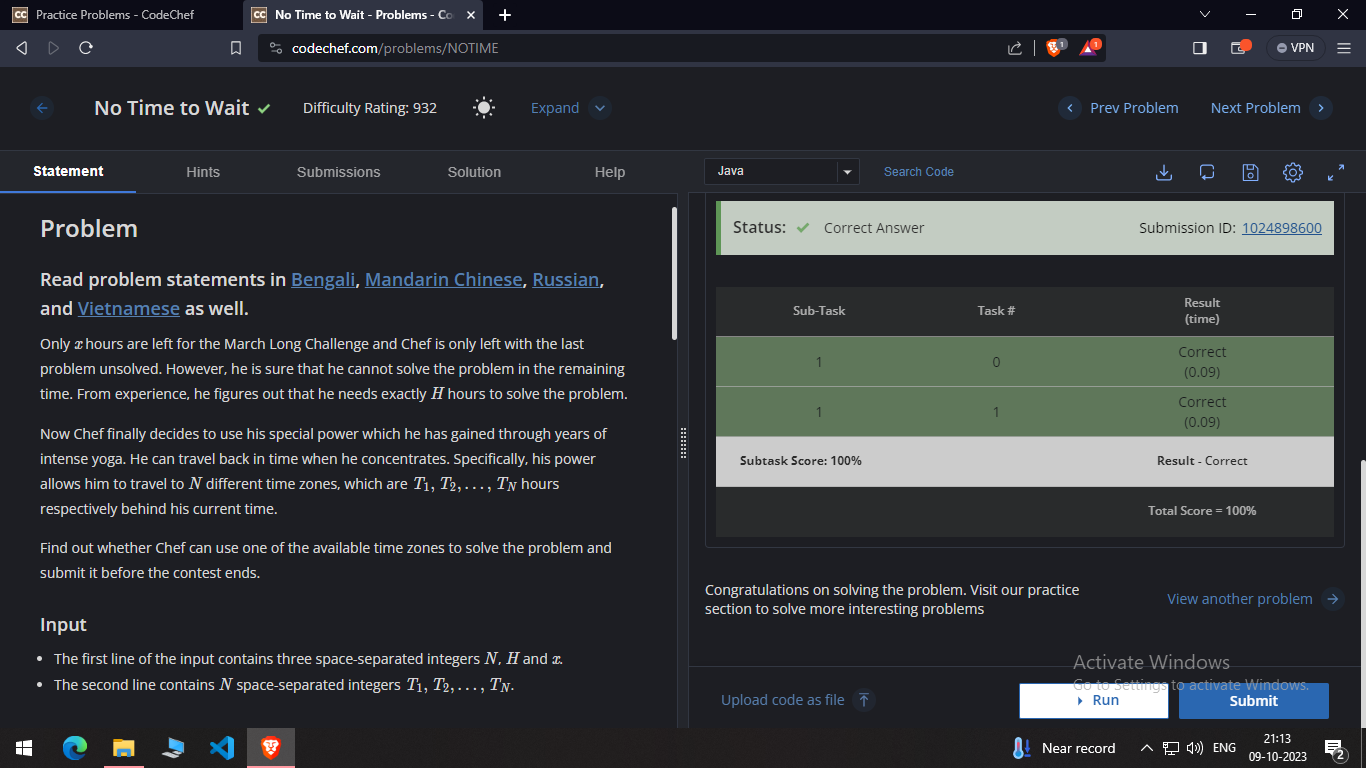 Practice Problems - CodeChef
No Time to Wait - Problems - Co
codechef.com/problems/NOTIME
1
1
VPN
No Time to Wait
Difficulty Rating: 932
Expand
Prev Problem
Next Problem
Statement
Hints
Submissions
Solution
Help
Java
Search Code
Problem
Read problem statements in Bengali, Mandarin Chinese, Russian,
and Vietnamese as well.
Only x hours are left for the March Long Challenge and Chef is only left with the last
problem unsolved. However, he is sure that he cannot solve the problem in the remaining
time. From experience, he figures out that he needs exactly H hours to solve the problem.
Now Chef finally decides to use his special power which he has gained through years of
intense yoga. He can travel back in time when he concentrates. Specifically, his power
allows him to travel to N different time zones, which are T1, T2, . . . , TN hours
respectively behind his current time.
Find out whether Chef can use one of the available time zones to solve the problem and
submit it before the contest ends.
Input
• The first line of the input contains three space-separated integers N, H and x.
• The second line contains N space-separated integers T1, T2, . . . , TN.
Status: Correct Answer
Submission ID: 1024898600
Sub-Task
Task #
Result
(time)
1
0
Correct
(0.09)
1
1
Correct
(0.09)
Subtask Score: 100%
Result - Correct
Total Score = 100%
Congratulations on solving the problem. Visit our practice
section to solve more interesting problems
View another problem
Activate Windows
Go to Settings to activate Windows.
Upload code as file
Run
Submit
Near record
ENG
21:13
09-10-2023
2